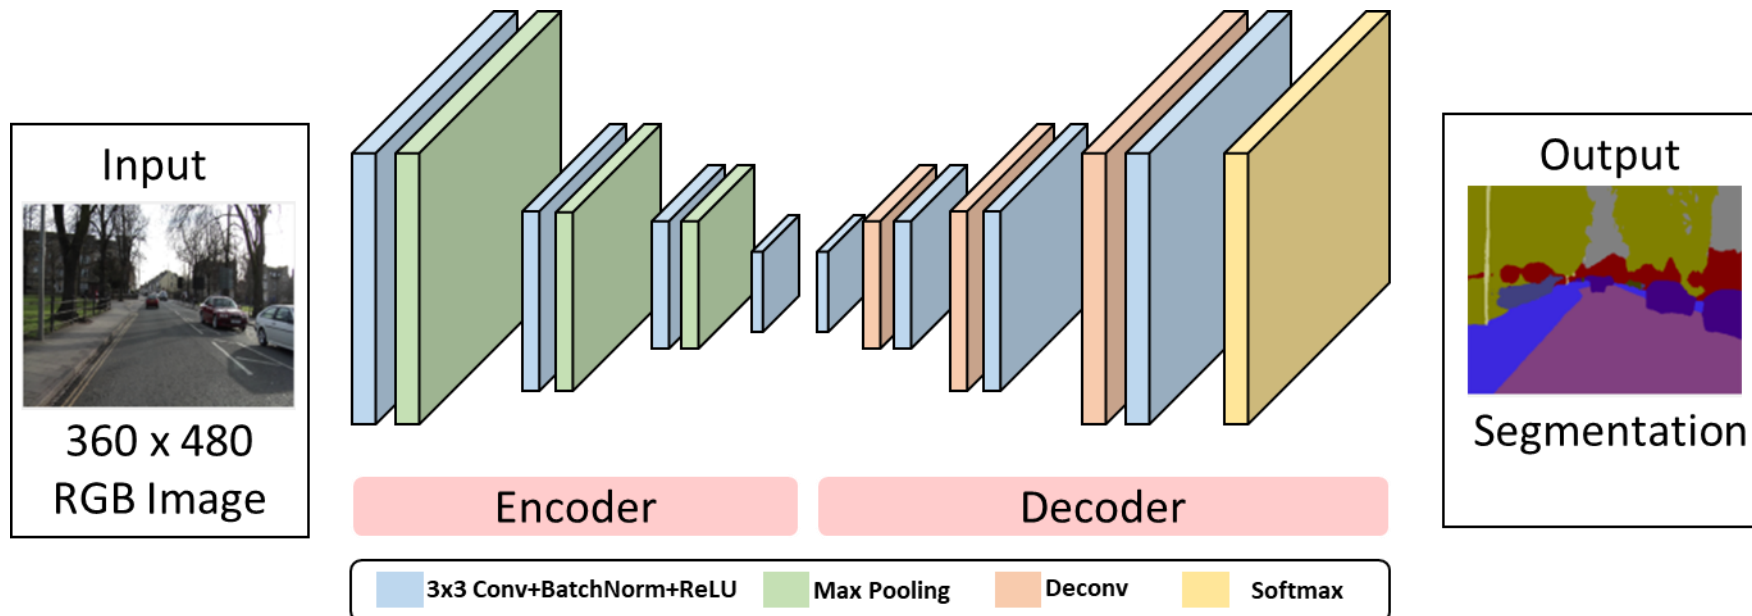 Input
360 x 480
RGB Image
Encoder
Decoder
Output
Segmentation
3x3 Conv+BatchNorm+ReLU
Max Pooling
Deconv
Softmax